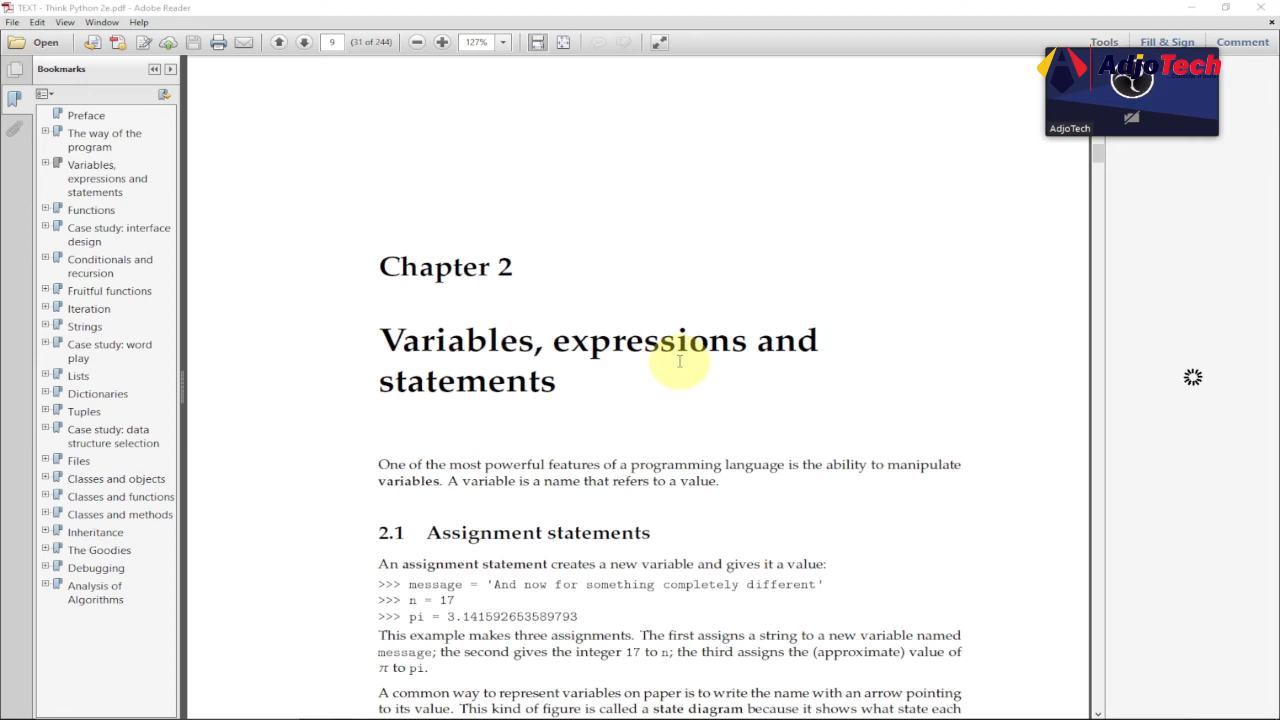 TEXT - Think Python 2e.pdf - Adobe Reader
File Edit View Window Help
Open 9 (31 of 244) 127% Tools Fill & Sign Comment
Bookmarks
AdjoTech
AdjoTech
Preface
The way of the
program
Variables,
expressions and
statements
Functions
Case study: interface
design
Conditionals and
recursion
Fruitful functions
Iteration
Strings
Case study: word
play
Lists
Dictionaries
Tuples
Case study: data
structure selection
Files
Classes and objects
Classes and functions
Classes and methods
Inheritance
The Goodies
Debugging
Analysis of
Algorithms
Chapter 2
Variables, expressions and
statements
One of the most powerful features of a programming language is the ability to manipulate
variables. A variable is a name that refers to a value.
2.1 Assignment statements
An assignment statement creates a new variable and gives it a value:
>>> message = 'And now for something completely different'
>>> n = 17
>>> pi = 3.141592653589793
This example makes three assignments. The first assigns a string to a new variable named
message; the second gives the integer 17 to n; the third assigns the (approximate) value of
π to pi.
A common way to represent variables on paper is to write the name with an arrow pointing
to its value. This kind of figure is called a state diagram because it shows what state each